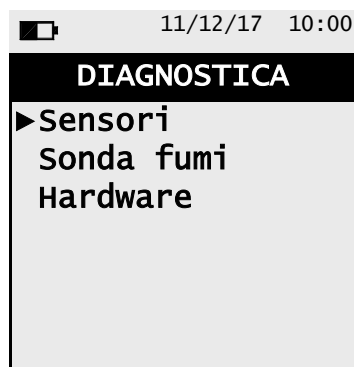 11/12/17 10:00
DIAGNOSTICA
►Sensori
Sonda fumi
Hardware